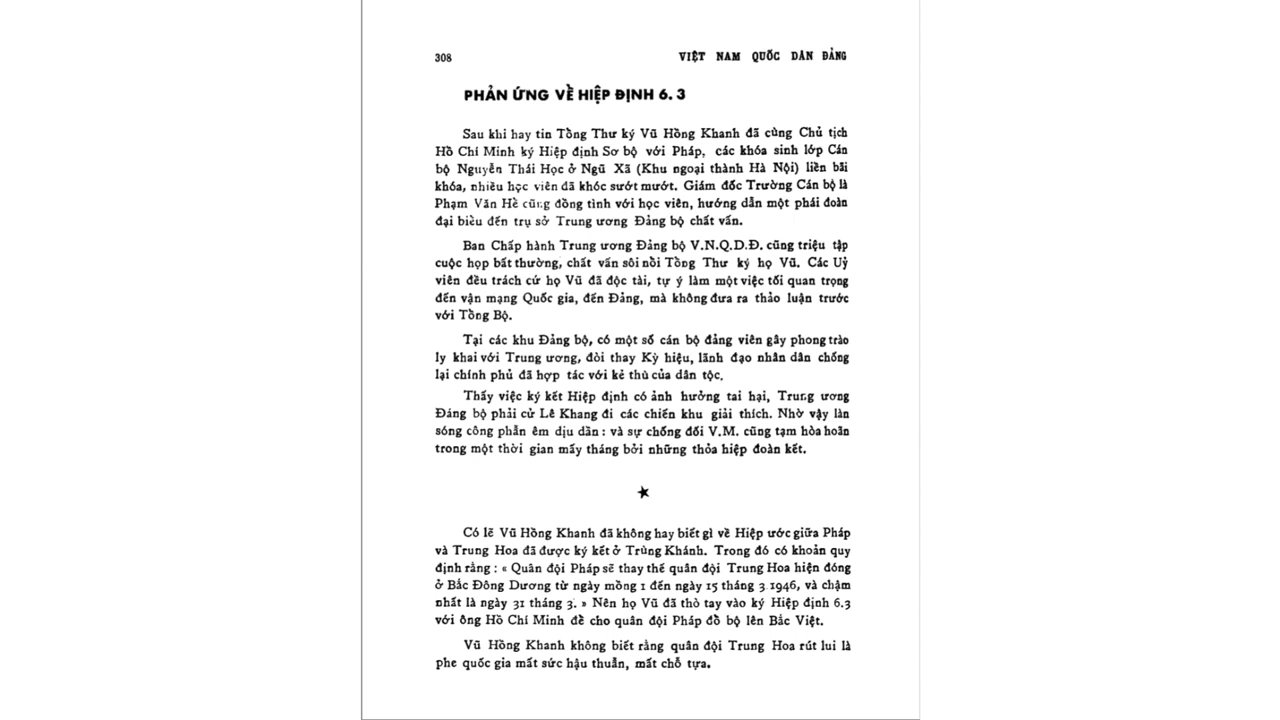 308
VIỆT NAM QUỐC DÂN ĐẢNG
PHẢN ỨNG VỀ HIỆP ĐỊNH 6. 3
Sau khi hay tin Tổng Thư ký Vũ Hồng Khanh đã cùng Chủ tịch
Hồ Chí Minh ký Hiệp định Sơ bộ với Pháp, các khóa sinh lớp Cán
bộ Nguyễn Thái Học ở Ngũ Xã (Khu ngoại thành Hà Nội) liền bãi
khóa, nhiều học viên đã khóc sướt mướt. Giám đốc Trường Cán bộ là
Phạm Văn Hể cũng đồng tình với học viên, hướng dẫn một phái đoàn
đại biểu đến trụ sở Trung ương Đảng bộ chất vấn.
Ban Chấp hành Trung ương Đảng bộ V.N.Q.D.Đ. cũng triệu tập
cuộc họp bất thường, chất vấn sôi nổi Tổng Thư ký họ Vũ. Các Uỷ
viên đều trách cứ họ Vũ đã độc tài, tự ý làm một việc tối quan trọng
đến vận mạng Quốc gia, đến Đảng, mà không đưa ra thảo luận trước
với Tổng Bộ.
Tại các khu Đảng bộ, có một số cán bộ đảng viên gây phong trào
ly khai với Trung ương, đòi thay Kỳ hiệu, lãnh đạo nhân dân chống
lại chính phủ đã hợp tác với kẻ thù của dân tộc.
Thấy việc ký kết Hiệp định có ảnh hưởng tai hại, Trung ương
Đảng bộ phải cử Lê Khang đi các chiến khu giải thích. Nhờ vậy làn
sóng công phẫn êm dịu dần : và sự chống đối V.M. cũng tạm hòa hoãn
trong một thời gian mấy tháng bởi những thỏa hiệp đoàn kết.
★
Có lẽ Vũ Hồng Khanh đã không hay biết gì về Hiệp ước giữa Pháp
và Trung Hoa đã được ký kết ở Trùng Khánh. Trong đó có khoản quy
định rằng : « Quân đội Pháp sẽ thay thế quân đội Trung Hoa hiện đóng
ở Bắc Đông Dương từ ngày mồng 1 đến ngày 15 tháng 3.1946, và chậm
nhất là ngày 31 tháng 3. » Nên họ Vũ đã thò tay vào ký Hiệp định 6.3
với ông Hồ Chí Minh để cho quân đội Pháp đổ bộ lên Bắc Việt.
Vũ Hồng Khanh không biết rằng quân đội Trung Hoa rút lui là
phe quốc gia mất sức hậu thuẫn, mất chỗ tựa.